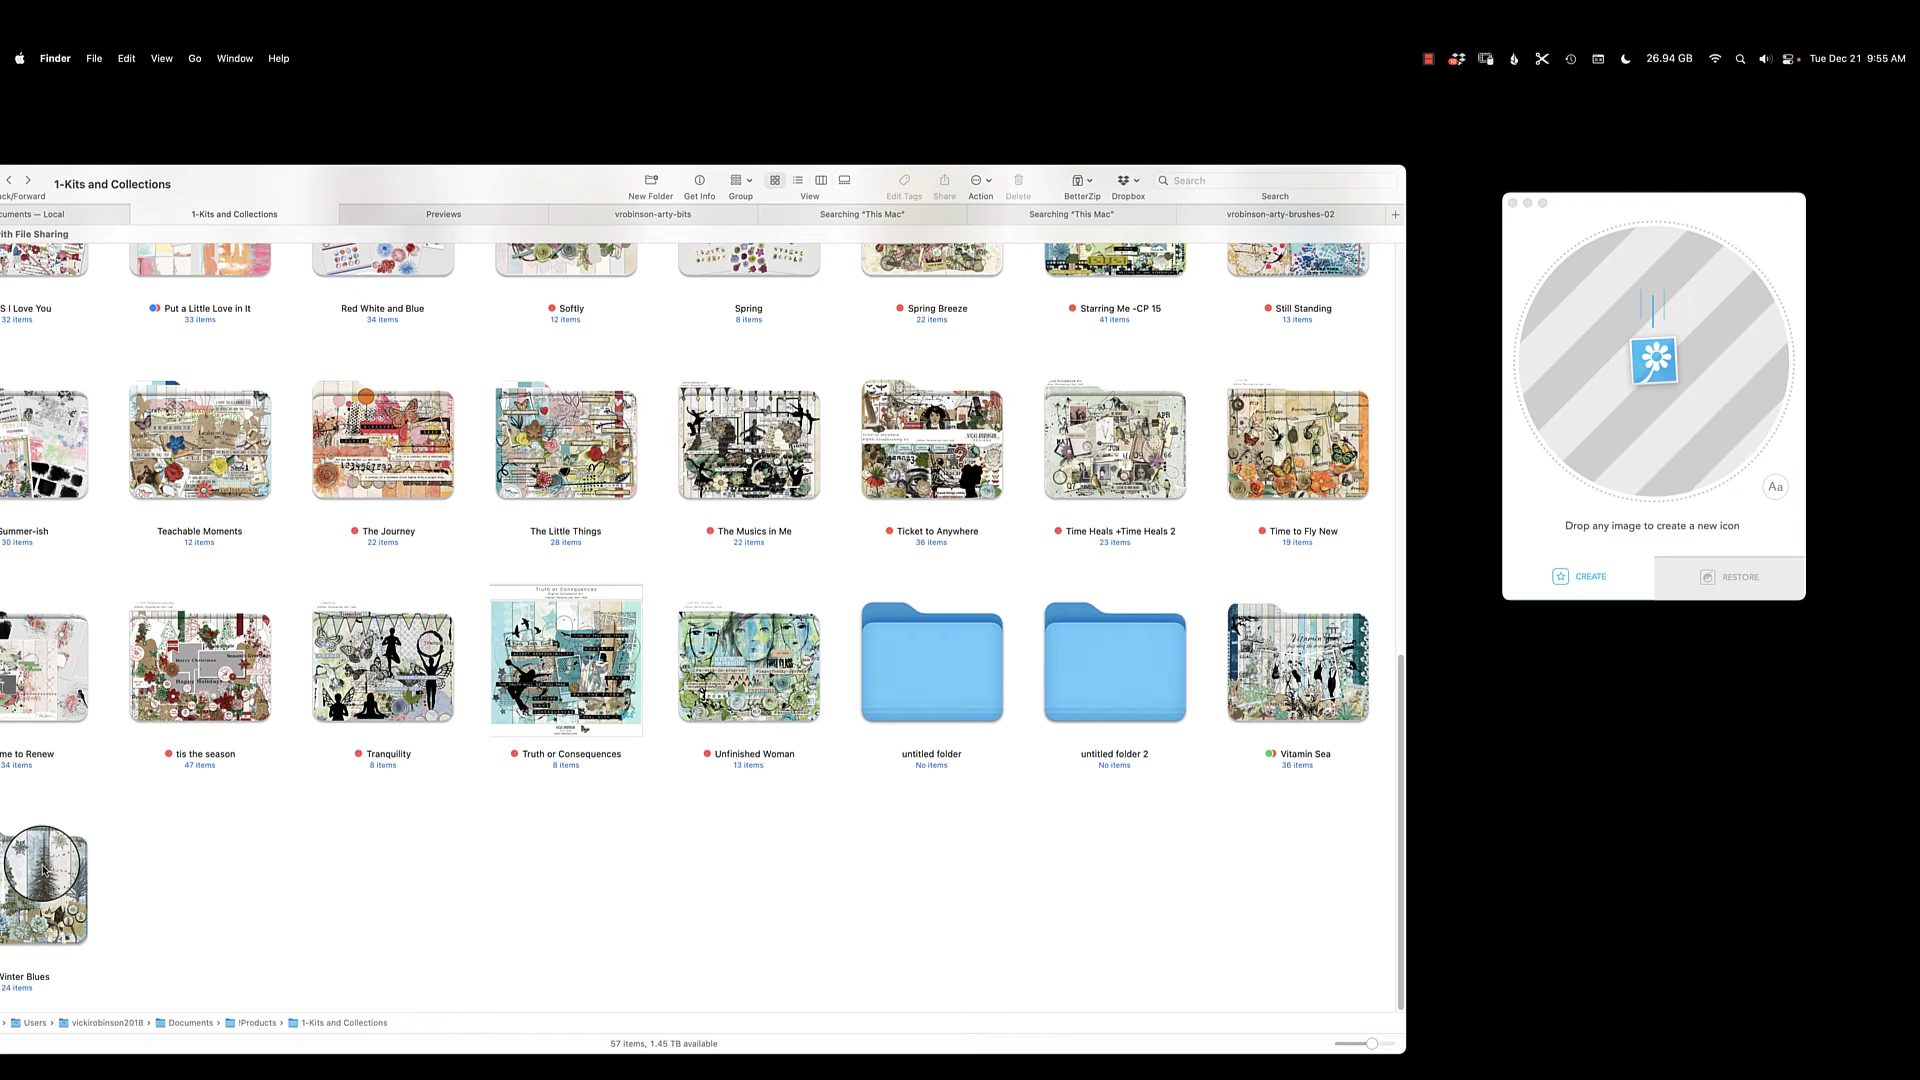 Finder File Edit View Go Window Help
26.94 GB
Tue Dec 21 9:55 AM
1-Kits and Collections
ck/Forward
New Folder Get Info Group View Edit Tags Share Action Delete BetterZip Dropbox Search
Search
cuments — Local 1-Kits and Collections Previews vrobinson-arty-bits Searching “This Mac” Searching “This Mac” vrobinson-arty-brushes-02
ith File Sharing
S I Love You Put a Little Love in It Red White and Blue Softly Spring Spring Breeze Starring Me -CP 15 Still Standing
32 items 33 items 34 items 12 items 8 items 22 items 41 items 13 items
Summer-ish Teachable Moments The Journey The Little Things The Musics in Me Ticket to Anywhere Time Heals +Time Heals 2 Time to Fly New
30 items 12 items 22 items 28 items 22 items 36 items 23 items 19 items
Truth or Consequences
me to Renew tis the season Tranquility Truth or Consequences Unfinished Woman untitled folder untitled folder 2 Vitamin Sea
34 items 47 items 8 items 8 items 13 items No items No items 36 items
Winter Blues
24 items
Users › vickirobinson2018 › Documents › !Products › 1-Kits and Collections
57 items, 1.45 TB available
Aa
Drop any image to create a new icon
CREATE RESTORE